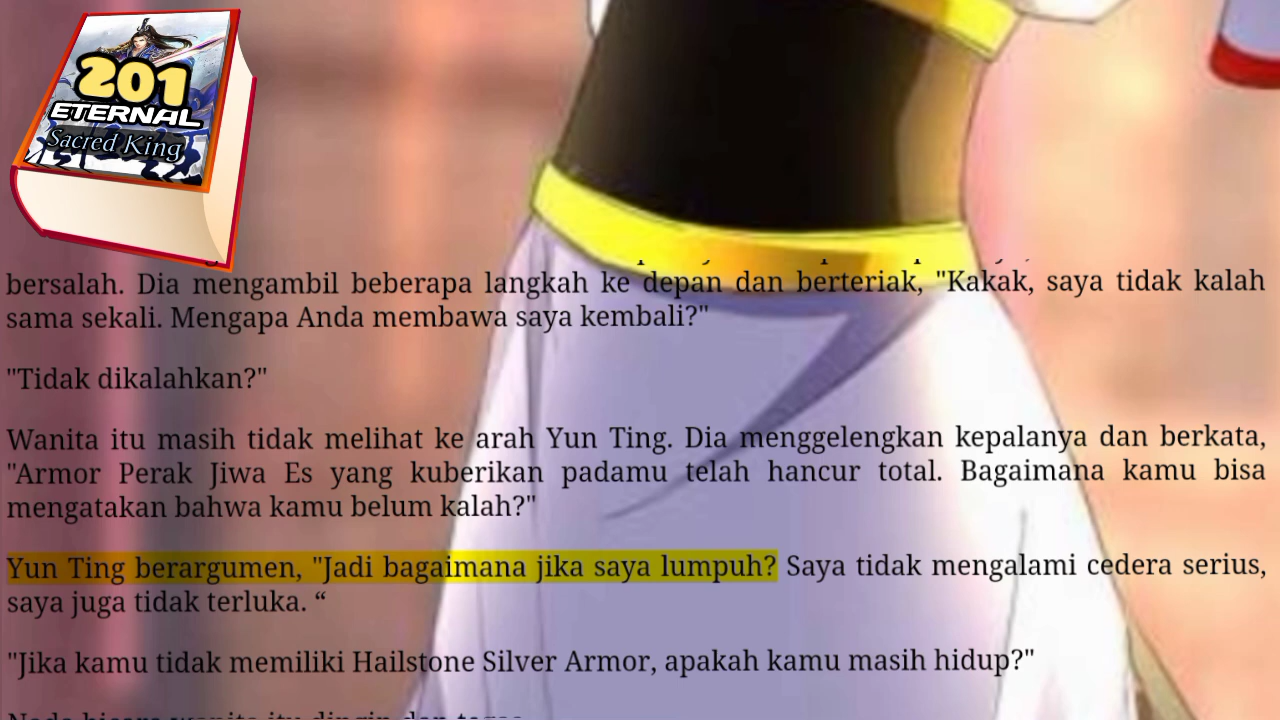 201
ETERNAL
Sacred King
bersalah. Dia mengambil beberapa langkah ke depan dan berteriak, "Kakak, saya tidak kalah
sama sekali. Mengapa Anda membawa saya kembali?"
"Tidak dikalahkan?"
Wanita itu masih tidak melihat ke arah Yun Ting. Dia menggelengkan kepalanya dan berkata,
"Armor Perak Jiwa Es yang kuberikan padamu telah hancur total. Bagaimana kamu bisa
mengatakan bahwa kamu belum kalah?"
Yun Ting berargumen, "Jadi bagaimana jika saya lumpuh? Saya tidak mengalami cedera serius,
saya juga tidak terluka. “
"Jika kamu tidak memiliki Hailstone Silver Armor, apakah kamu masih hidup?"